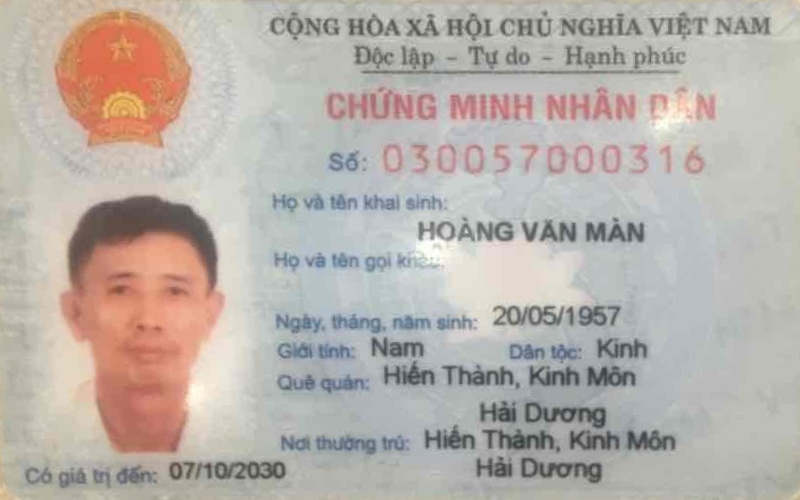 CỘNG HÒA XÃ HỘI CHỦ NGHĨA VIỆT NAM
Độc lập - Tự do - Hạnh phúc
CHỨNG MINH NHÂN DÂN
Số: 030057000316
Họ và tên khai sinh:
HOÀNG VĂN MÀN
Họ và tên gọi khác:
Ngày, tháng, năm sinh: 20/05/1957
Giới tính: Nam Dân tộc: Kinh
Quê quán: Hiến Thành, Kinh Môn
Hải Dương
Nơi thường trú: Hiến Thành, Kinh Môn
Hải Dương
Có giá trị đến: 07/10/2030